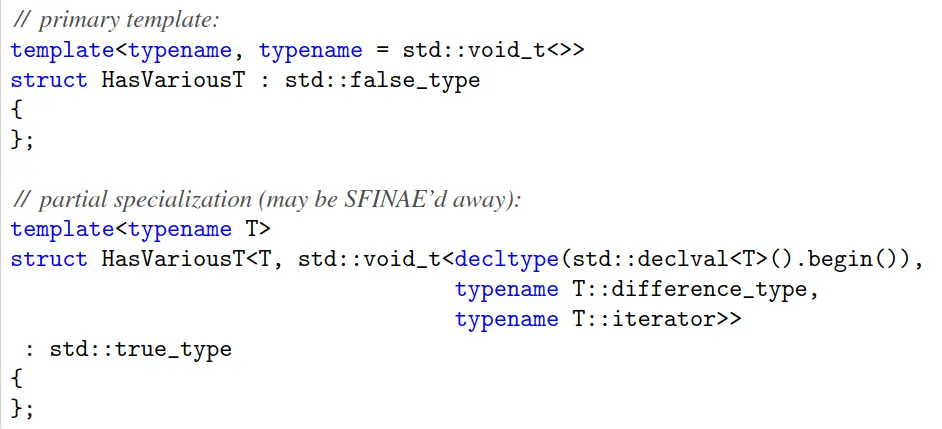 // primary template:
template<typename, typename = std::void_t<>>
struct HasVariousT : std::false_type
{
};
// partial specialization (may be SFINAE'd away):
template<typename T>
struct HasVariousT<T, std::void_t<decltype(std::declval<T>().begin()),
typename T::difference_type,
typename T::iterator>>
: std::true_type
{
};